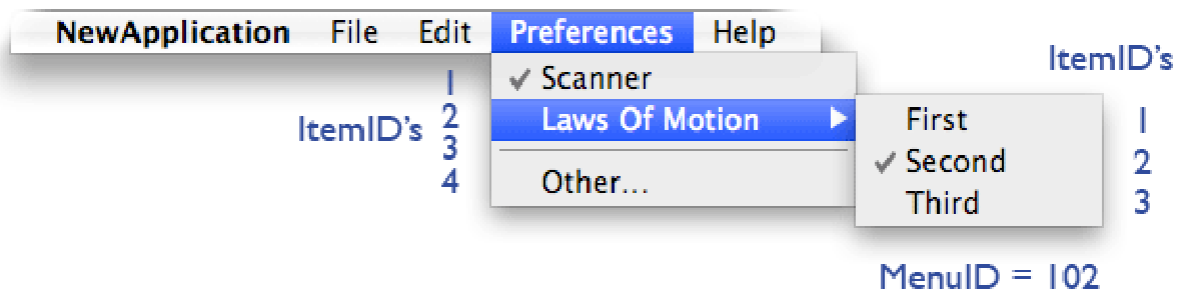 NewApplication File Edit Preferences Help
ItemID's
1 ✓ Scanner
ItemID's 2 Laws Of Motion ▶ First 1
3 ✓ Second 2
4 Other... Third 3
MenuID = 102